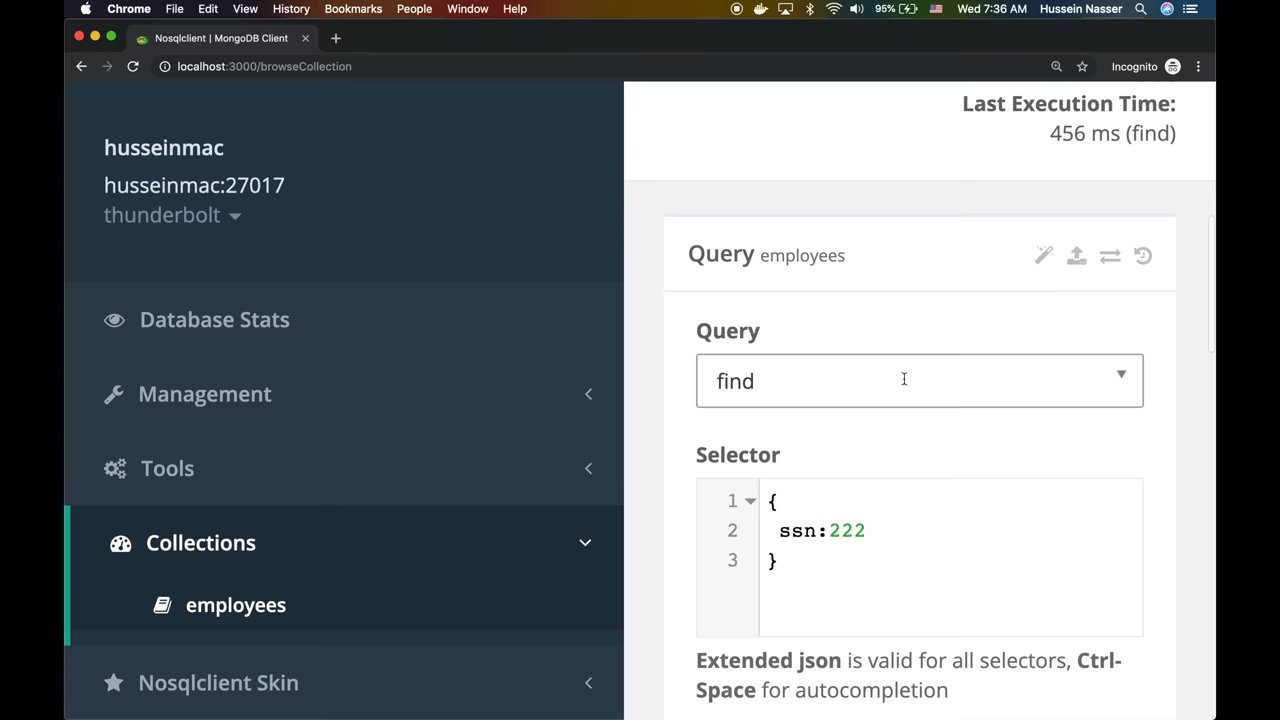 Chrome File Edit View History Bookmarks People Window Help 95% Wed 7:36 AM Hussein Nasser
Nosqlclient | MongoDB Client
localhost:3000/browseCollection Incognito
husseinmac
husseinmac:27017
thunderbolt
Database Stats
Management
Tools
Collections
employees
Nosqlclient Skin
Last Execution Time:
456 ms (find)
Query employees
Query
find
Selector
1 {
2 ssn:222
3 }
Extended json is valid for all selectors, Ctrl-
Space for autocompletion